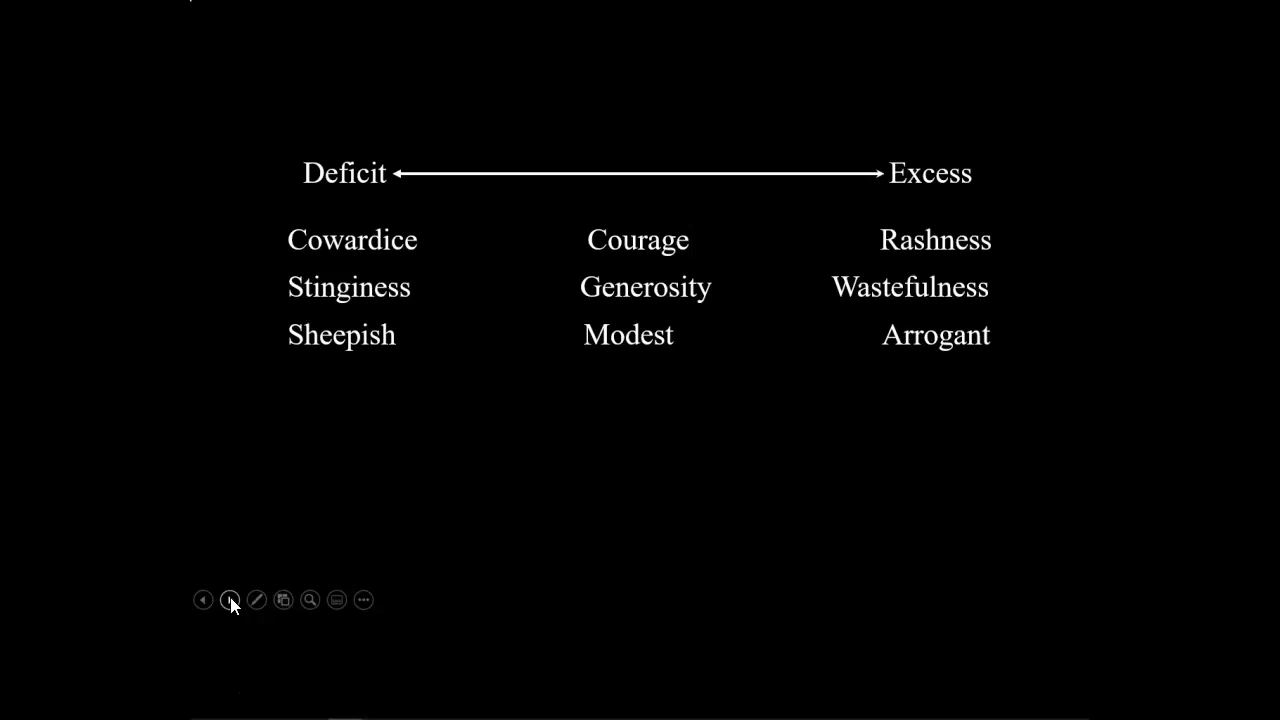 Deficit Excess
Cowardice Courage Rashness
Stinginess Generosity Wastefulness
Sheepish Modest Arrogant